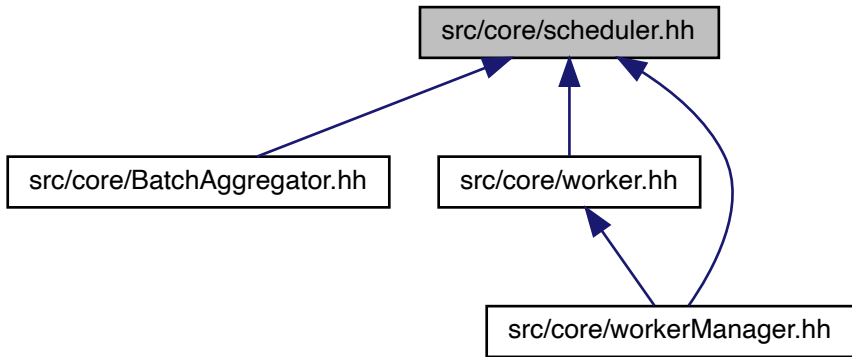 src/core/scheduler.hh
src/core/BatchAggregator.hh
src/core/worker.hh
src/core/workerManager.hh